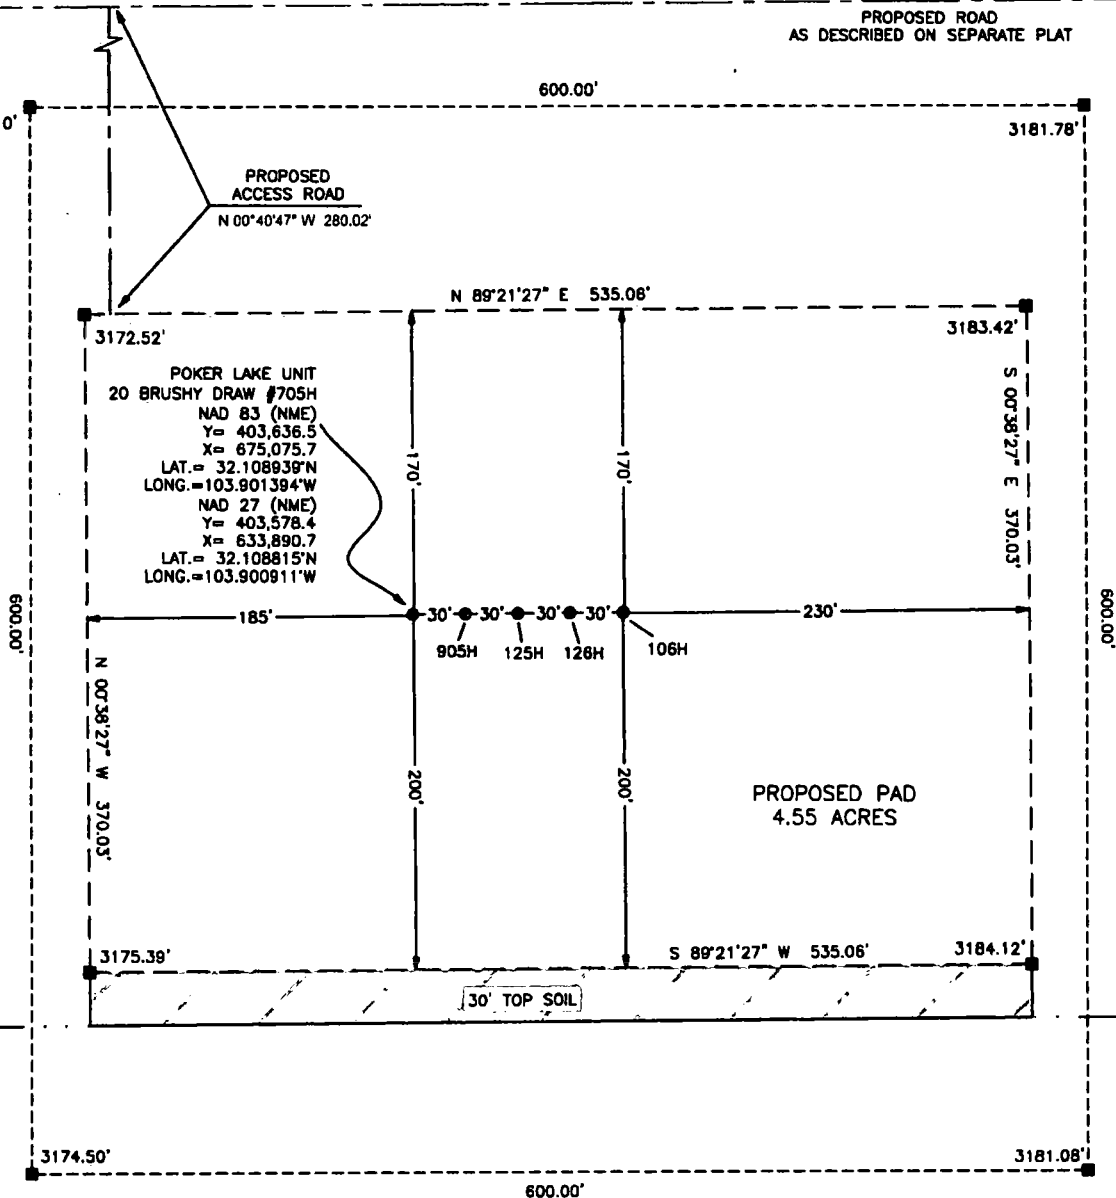 PROPOSED ROAD
AS DESCRIBED ON SEPARATE PLAT
600.00'
0'
3181.78'
PROPOSED
ACCESS ROAD
N 00°40'47" W 280.02'
N 89°21'27" E 535.06'
3172.52'
3183.42'
POKER LAKE UNIT
20 BRUSHY DRAW #705H
NAD 83 (NME)
Y= 403,636.5
X= 675,075.7
LAT.= 32.108939°N
LONG.=103.901394°W
NAD 27 (NME)
Y= 403,578.4
X= 633,890.7
LAT.= 32.108815°N
LONG.=103.900911°W
170'
170'
S 00°38'27" E 370.03'
600.00'
185'
30'
30'
30'
30'
230'
600.00'
905H
125H
126H
106H
N 00°38'27" W 370.03'
200'
200'
PROPOSED PAD
4.55 ACRES
3175.39'
S 89°21'27" W 535.06'
3184.12'
30' TOP SOIL
3174.50'
3181.08'
600.00'